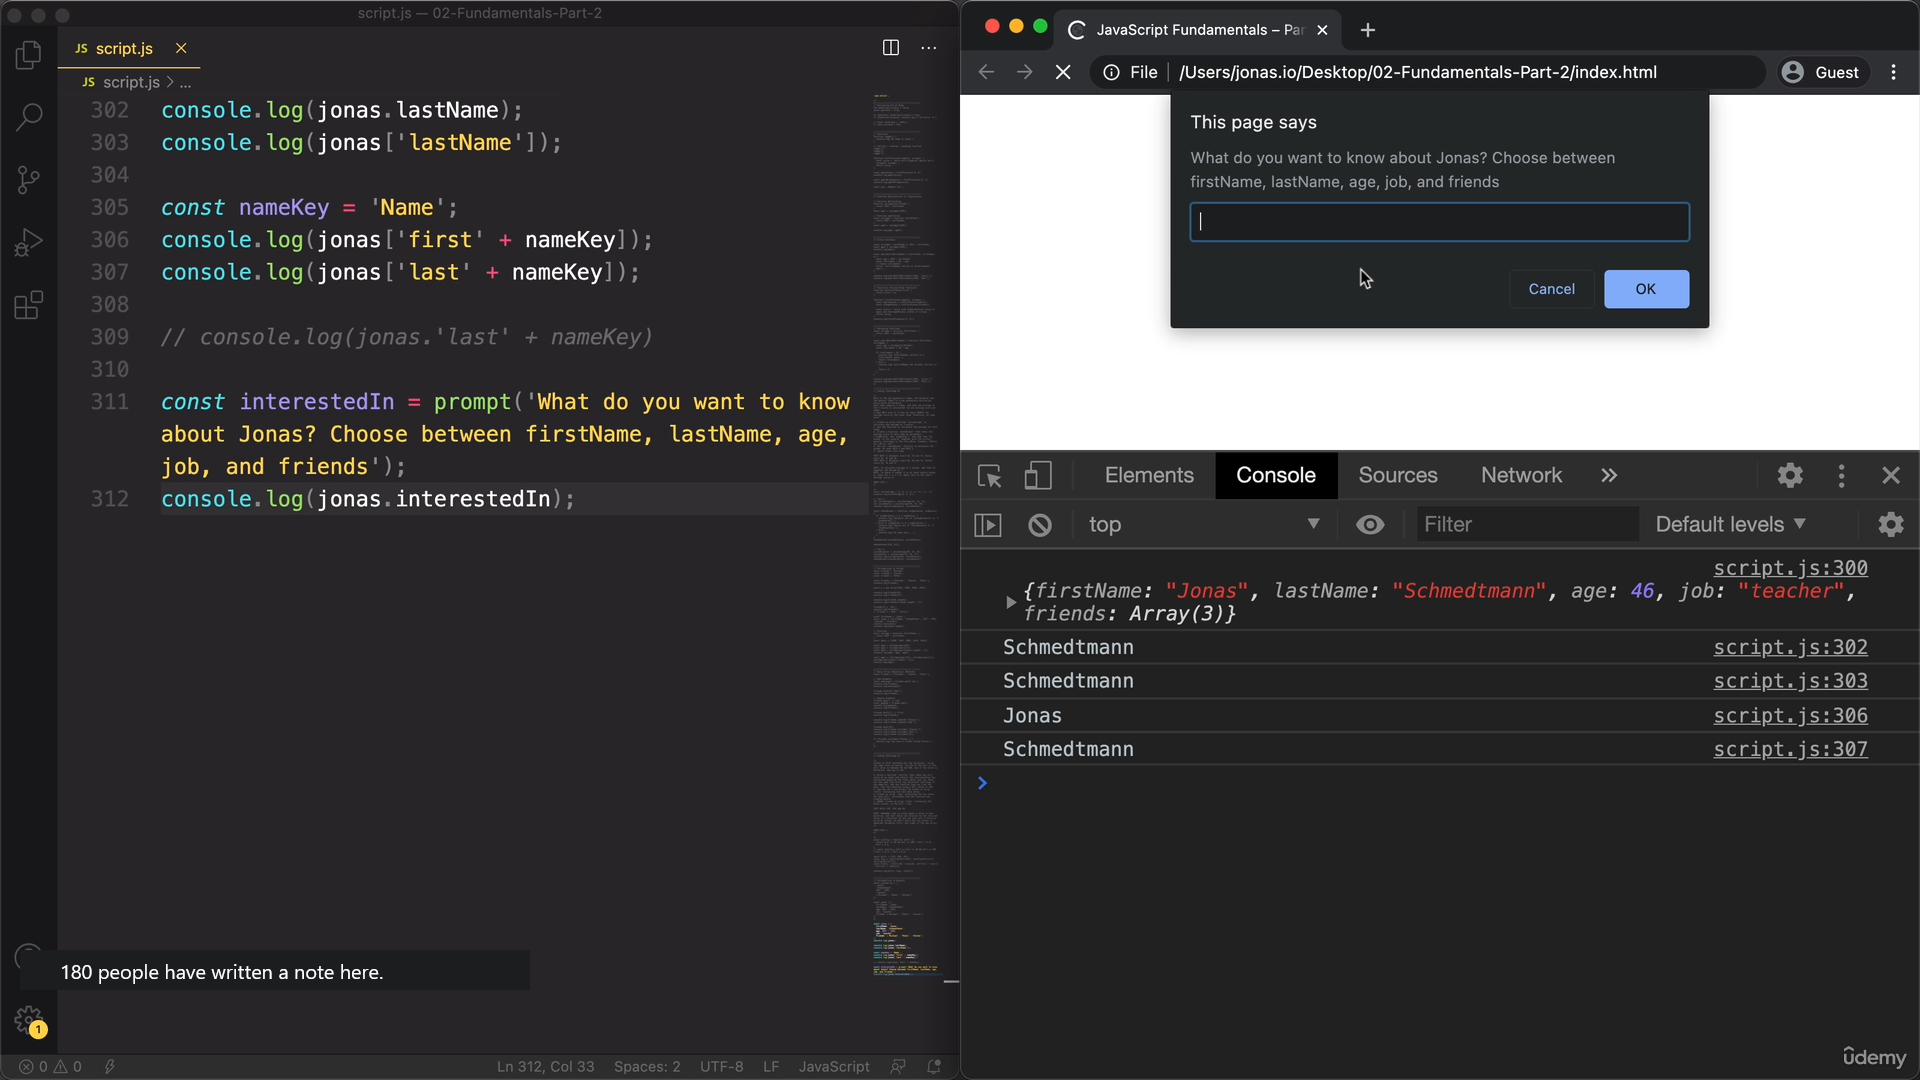 script.js — 02-Fundamentals-Part-2
JS script.js
JS script.js > ...
302 console.log(jonas.lastName);
303 console.log(jonas['lastName']);
304
305 const nameKey = 'Name';
306 console.log(jonas['first' + nameKey]);
307 console.log(jonas['last' + nameKey]);
308
309 // console.log(jonas.'last' + nameKey)
310
311 const interestedIn = prompt('What do you want to know
about Jonas? Choose between firstName, lastName, age,
job, and friends');
312 console.log(jonas.interestedIn);
180 people have written a note here.
1
0 0 Ln 312, Col 33 Spaces: 2 UTF-8 LF JavaScript
JavaScript Fundamentals – Par
File /Users/jonas.io/Desktop/02-Fundamentals-Part-2/index.html Guest
This page says
What do you want to know about Jonas? Choose between
firstName, lastName, age, job, and friends
Cancel OK
Elements Console Sources Network
top Filter Default levels
script.js:300
{firstName: "Jonas", lastName: "Schmedtmann", age: 46, job: "teacher",
friends: Array(3)}
Schmedtmann script.js:302
Schmedtmann script.js:303
Jonas script.js:306
Schmedtmann script.js:307
ûdemy